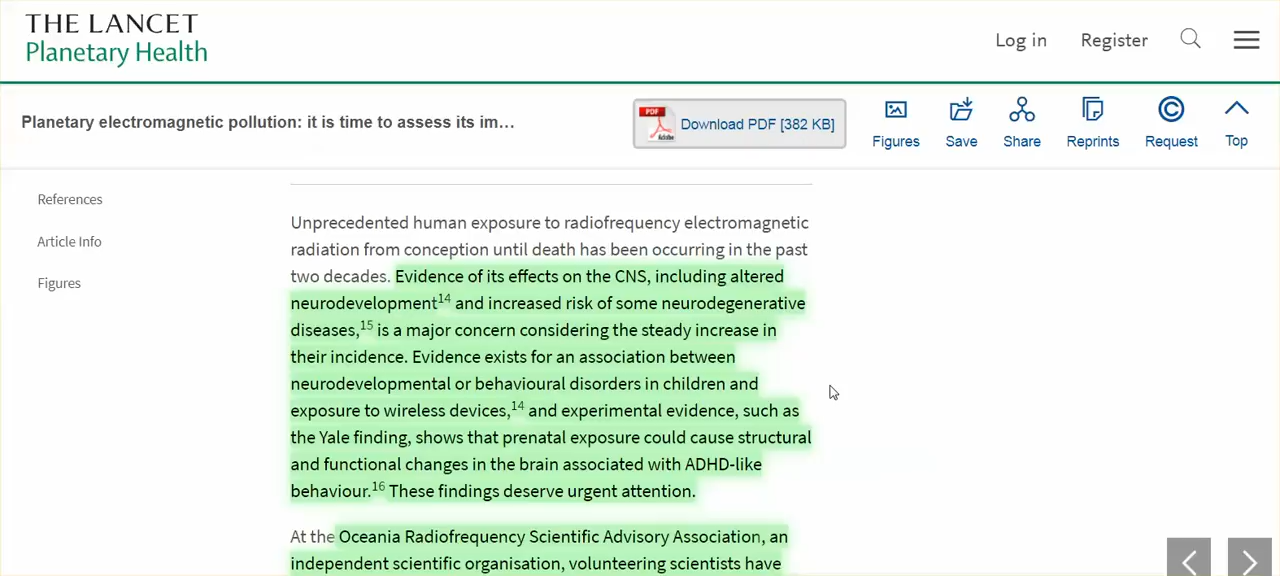 THE LANCET
Planetary Health
Log in
Register
Planetary electromagnetic pollution: it is time to assess its im...
PDF
Adobe
Download PDF [382 KB]
Figures
Save
Share
Reprints
Request
Top
References
Article Info
Figures
Unprecedented human exposure to radiofrequency electromagnetic
radiation from conception until death has been occurring in the past
two decades. Evidence of its effects on the CNS, including altered
neurodevelopment14 and increased risk of some neurodegenerative
diseases,15 is a major concern considering the steady increase in
their incidence. Evidence exists for an association between
neurodevelopmental or behavioural disorders in children and
exposure to wireless devices,14 and experimental evidence, such as
the Yale finding, shows that prenatal exposure could cause structural
and functional changes in the brain associated with ADHD-like
behaviour.16 These findings deserve urgent attention.
At the Oceania Radiofrequency Scientific Advisory Association, an
independent scientific organisation, volunteering scientists have